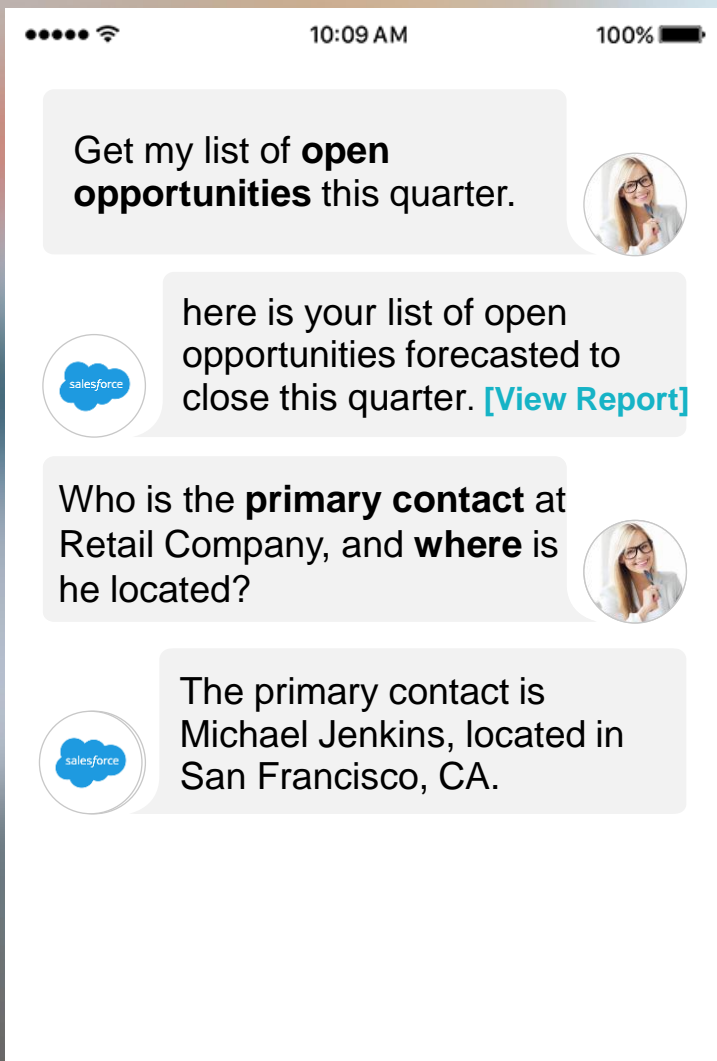 10:09 AM
100%
Get my list of open
opportunities this quarter.
here is your list of open
opportunities forecasted to
close this quarter. [View Report]
salesforce
Who is the primary contact at
Retail Company, and where is
he located?
The primary contact is
Michael Jenkins, located in
San Francisco, CA.
salesforce